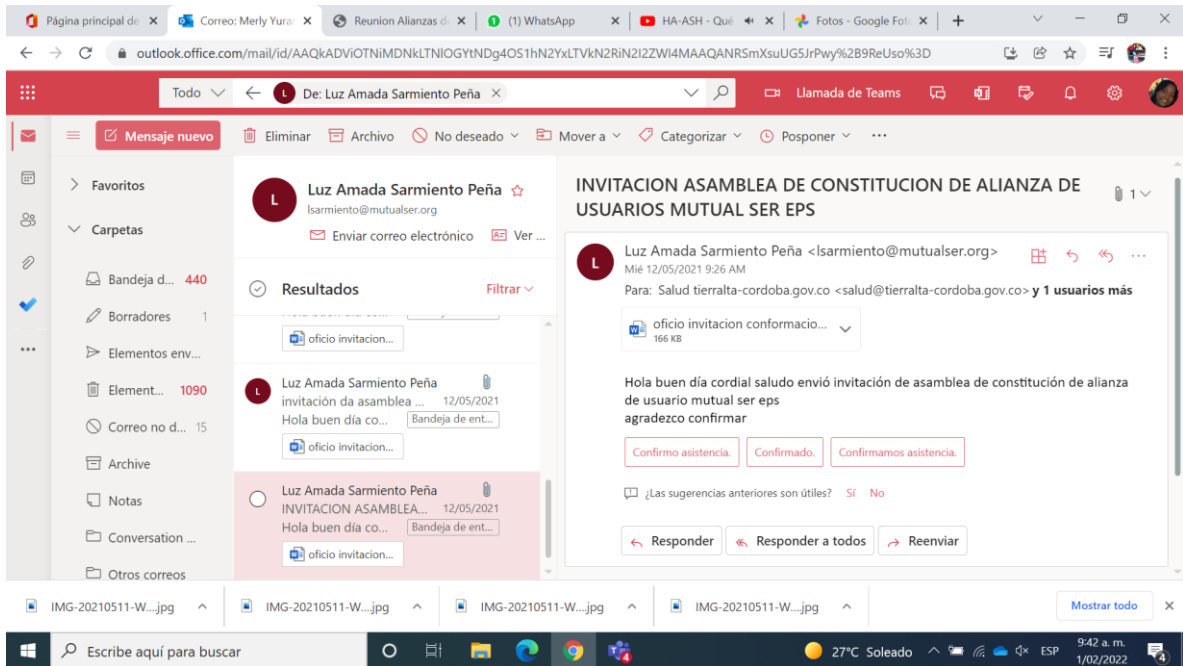 Página principal de
Correo: Merly Yura
Reunion Alianzas d
(1) WhatsApp
HA-ASH - Qué
Fotos - Google Fot
outlook.office.com/mail/id/AAQkADViOTNiMDNkLTNlOGYtNDg4OS1hN2YxLTVkN2RiN2I2ZWI4MAAQANRSmXsuUG5JrPwy%2B9ReUso%3D
Todo
L
De: Luz Amada Sarmiento Peña
Llamada de Teams
Mensaje nuevo
Eliminar
Archivo
No deseado
Mover a
Categorizar
Posponer
Favoritos
Carpetas
Bandeja d... 440
Borradores 1
Elementos env...
Element... 1090
Correo no d... 15
Archive
Notas
Conversation ...
Otros correos
L
Luz Amada Sarmiento Peña
lsarmiento@mutualser.org
Enviar correo electrónico
Ver ...
Resultados
Filtrar
oficio invitacion...
L
Luz Amada Sarmiento Peña
invitación da asamblea ... 12/05/2021
Hola buen día co... Bandeja de ent...
oficio invitacion...
Luz Amada Sarmiento Peña
INVITACION ASAMBLEA... 12/05/2021
Hola buen día co... Bandeja de ent...
oficio invitacion...
INVITACION ASAMBLEA DE CONSTITUCION DE ALIANZA DE
USUARIOS MUTUAL SER EPS
1
L
Luz Amada Sarmiento Peña <lsarmiento@mutualser.org>
Mié 12/05/2021 9:26 AM
Para: Salud tierralta-cordoba.gov.co <salud@tierralta-cordoba.gov.co> y 1 usuarios más
oficio invitacion conformacio...
166 KB
Hola buen día cordial saludo envió invitación de asamblea de constitución de alianza
de usuario mutual ser eps
agradezco confirmar
Confirmo asistencia.
Confirmado.
Confirmamos asistencia.
¿Las sugerencias anteriores son útiles? Sí No
Responder
Responder a todos
Reenviar
IMG-20210511-W....jpg
IMG-20210511-W....jpg
IMG-20210511-W....jpg
IMG-20210511-W....jpg
Mostrar todo
Escribe aquí para buscar
27°C Soleado
ESP
9:42 a. m.
1/02/2022
4